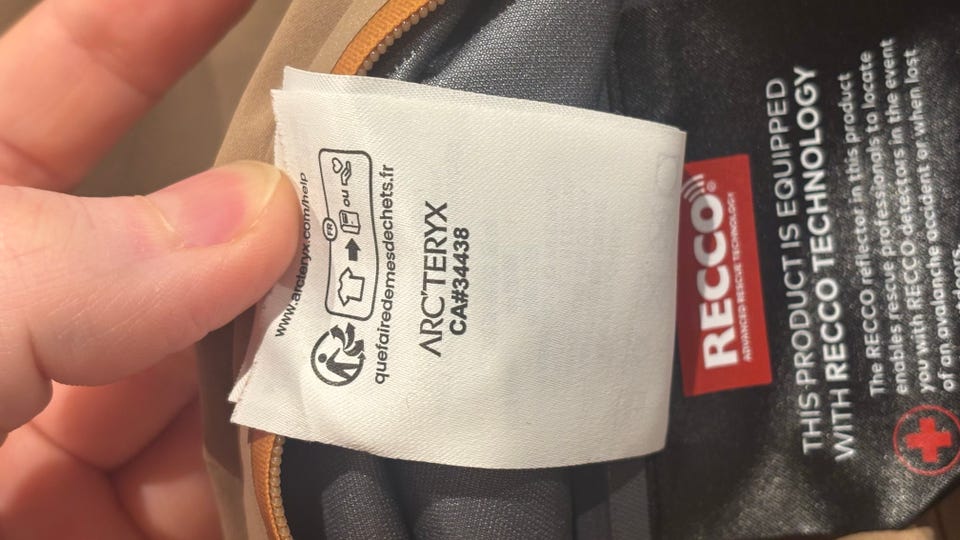 www.arcteryx.com/help
FR
ou
quefairedemesdechets.fr
ARC'TERYX
CA#34438
RECCO®
ADVANCED RESCUE TECHNOLOGY
THIS PRODUCT IS EQUIPPED
WITH RECCO TECHNOLOGY
The RECCO reflector in this product
enables rescue professionals to locate
you with RECCO detectors in the event
of an avalanche accident or when lost